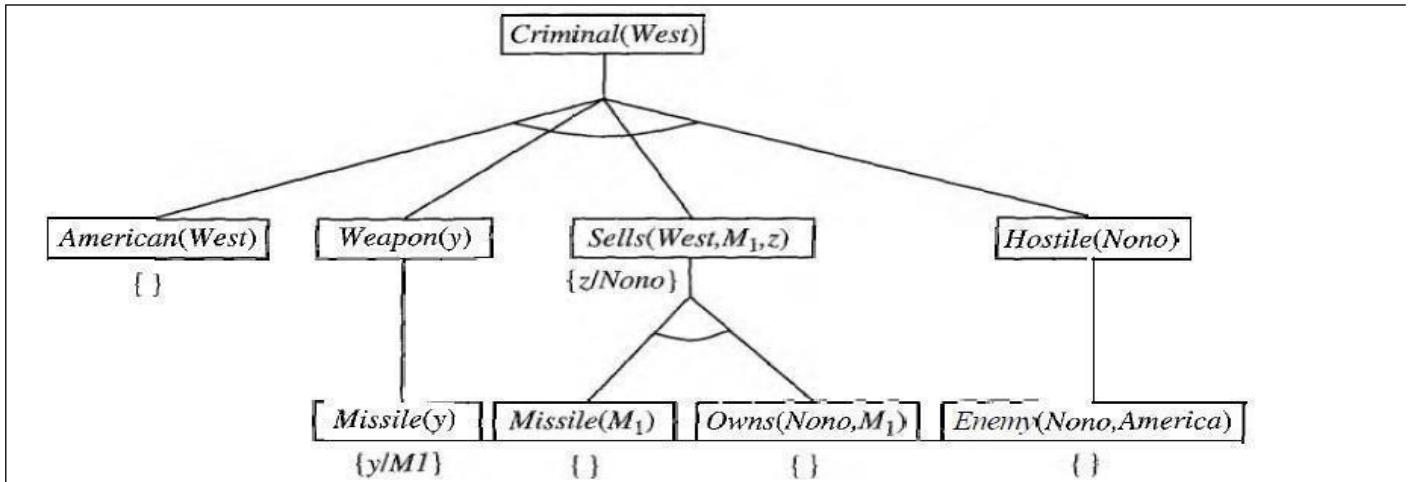 Criminal(West)
American(West) Weapon(y) Sells(West,M₁,z) Hostile(Nono)
{ } {z/Nono}
Missile(y) Missile(M₁) Owns(Nono,M₁) Enemy(Nono,America)
{y/M1} { } { } { }